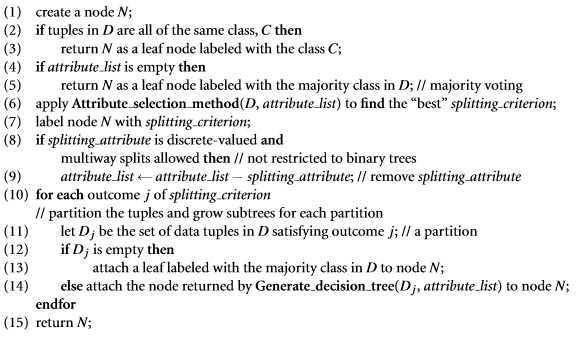 (1) create a node N;
(2) if tuples in D are all of the same class, C then
(3) return N as a leaf node labeled with the class C;
(4) if attribute_list is empty then
(5) return N as a leaf node labeled with the majority class in D; // majority voting
(6) apply Attribute_selection_method(D, attribute_list) to find the “best” splitting_criterion;
(7) label node N with splitting_criterion;
(8) if splitting_attribute is discrete-valued and
multiway splits allowed then // not restricted to binary trees
(9) attribute_list ← attribute_list − splitting_attribute; // remove splitting_attribute
(10) for each outcome j of splitting_criterion
// partition the tuples and grow subtrees for each partition
(11) let Dj be the set of data tuples in D satisfying outcome j; // a partition
(12) if Dj is empty then
(13) attach a leaf labeled with the majority class in D to node N;
(14) else attach the node returned by Generate_decision_tree(Dj, attribute_list) to node N;
endfor
(15) return N;